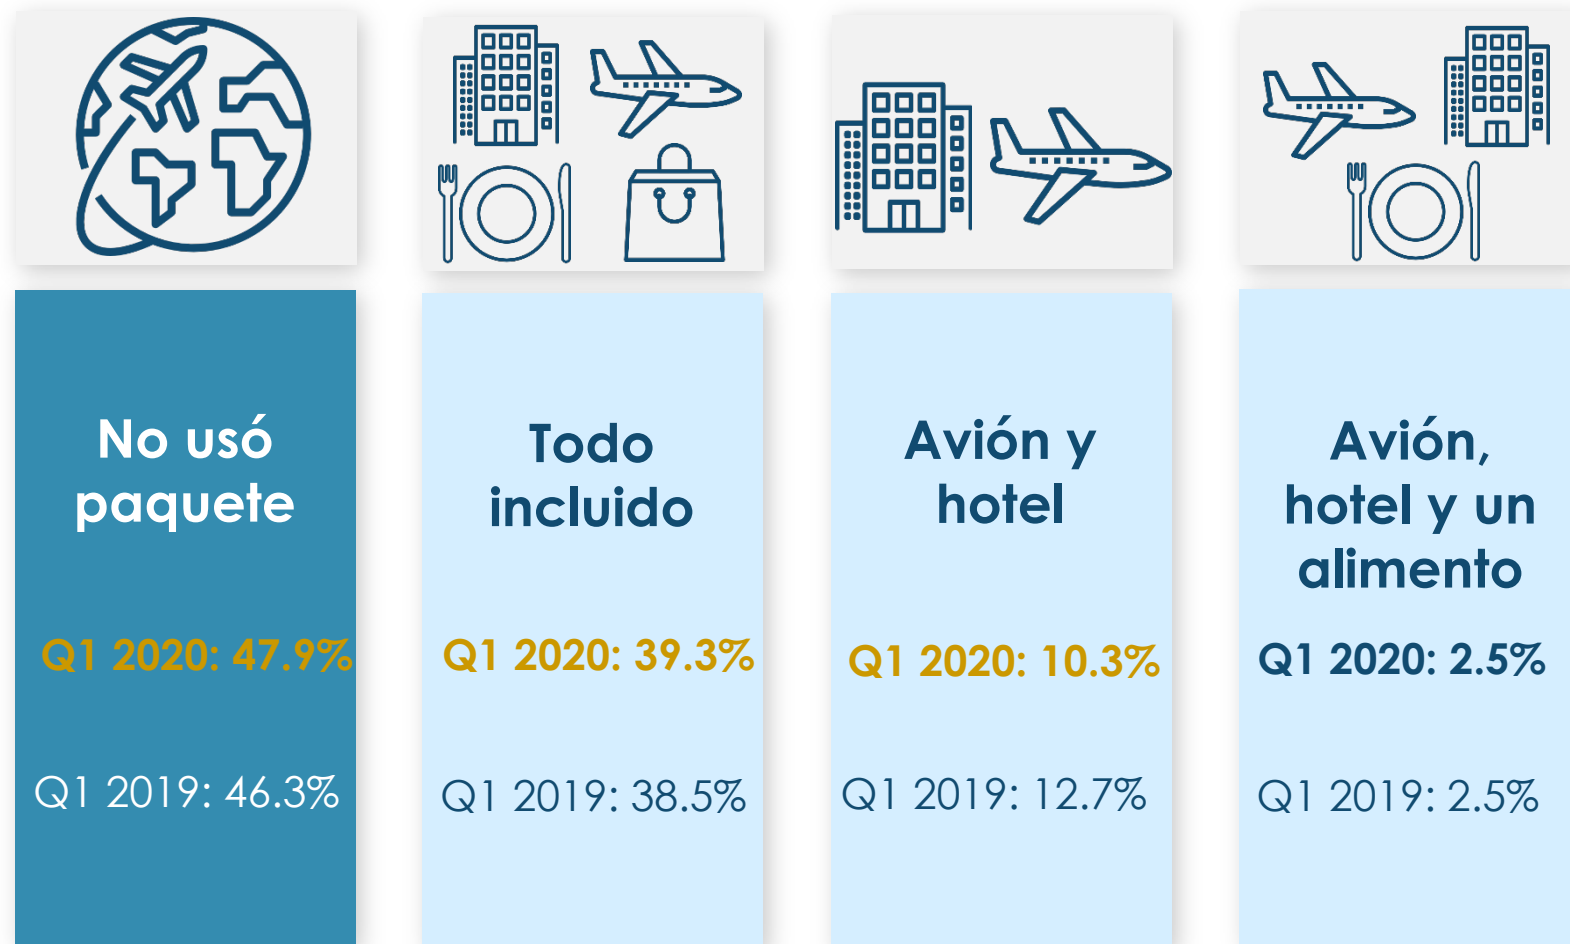 No usó
paquete
Q1 2020: 47.9%
Q1 2019: 46.3%
Todo
incluido
Q1 2020: 39.3%
Q1 2019: 38.5%
Avión y
hotel
Q1 2020: 10.3%
Q1 2019: 12.7%
Avión,
hotel y un
alimento
Q1 2020: 2.5%
Q1 2019: 2.5%